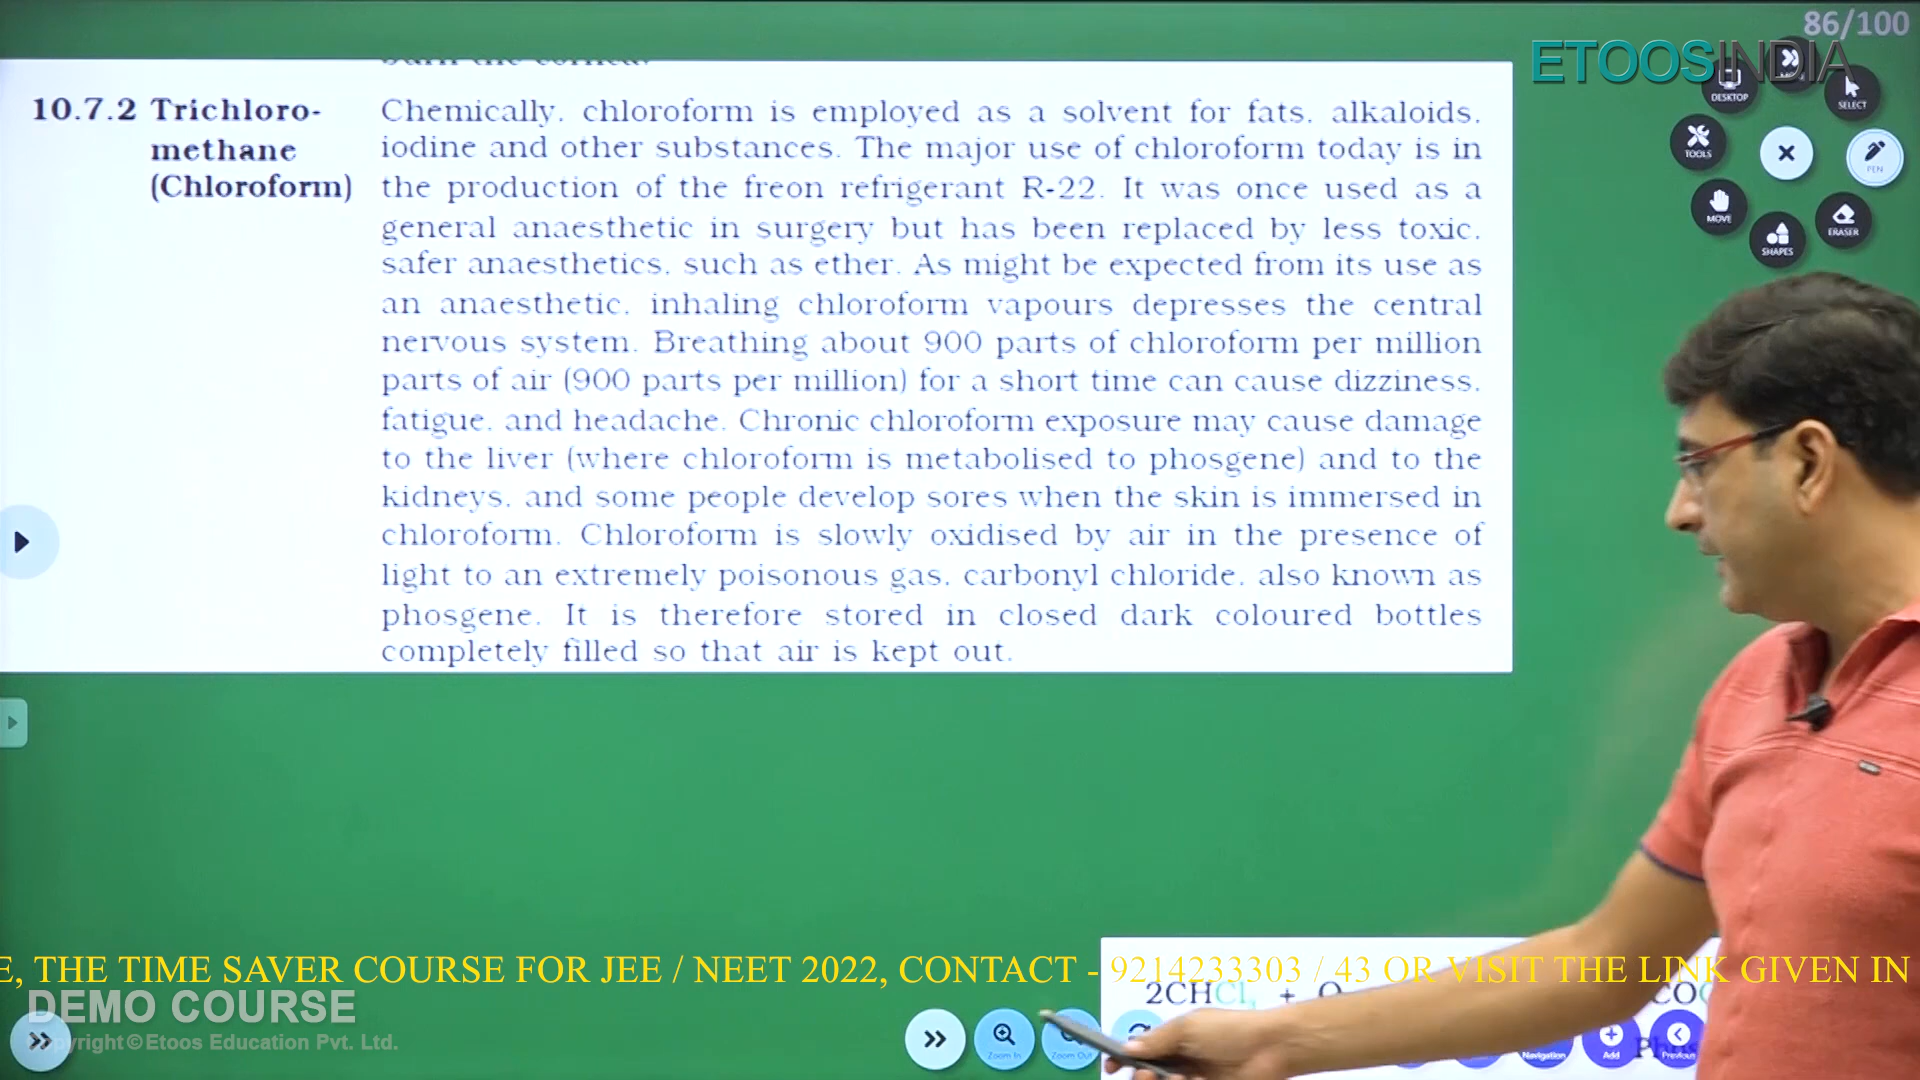 86/100
ETOOSINDIA
burn the cornea.
10.7.2 Trichloro-
methane
(Chloroform)
Chemically, chloroform is employed as a solvent for fats, alkaloids,
iodine and other substances. The major use of chloroform today is in
the production of the freon refrigerant R-22. It was once used as a
general anaesthetic in surgery but has been replaced by less toxic,
safer anaesthetics, such as ether. As might be expected from its use as
an anaesthetic, inhaling chloroform vapours depresses the central
nervous system. Breathing about 900 parts of chloroform per million
parts of air (900 parts per million) for a short time can cause dizziness,
fatigue, and headache. Chronic chloroform exposure may cause damage
to the liver (where chloroform is metabolised to phosgene) and to the
kidneys, and some people develop sores when the skin is immersed in
chloroform. Chloroform is slowly oxidised by air in the presence of
light to an extremely poisonous gas, carbonyl chloride, also known as
phosgene. It is therefore stored in closed dark coloured bottles
completely filled so that air is kept out.
DESKTOP
SELECT
TOOLS
PEN
MOVE
ERASER
SHAPES
E, THE TIME SAVER COURSE FOR JEE / NEET 2022, CONTACT - 9214233303 / 43 OR VISIT THE LINK GIVEN IN
2CHCl3 + O
DEMO COURSE
Copyright © Etoos Education Pvt. Ltd.
Zoom In
Zoom Out
Navigation
Add
Previous